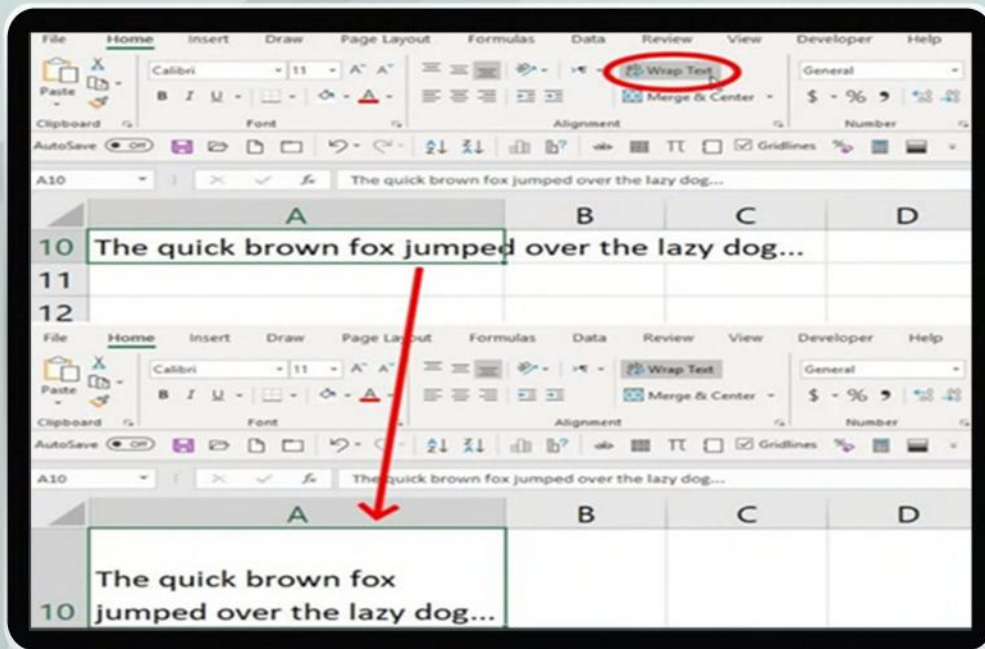 File Home Insert Draw Page Layout Formulas Data Review View Developer Help
Calibri 11 A^ A˅ Wrap Text General
Paste B I U A Merge & Center $ % 9
Clipboard Font Alignment Number
AutoSave Off Gridlines
A10 fx The quick brown fox jumped over the lazy dog...
A B C D
10 The quick brown fox jumped over the lazy dog...
11
12
File Home Insert Draw Page Layout Formulas Data Review View Developer Help
Calibri 11 A^ A˅ Wrap Text General
Paste B I U A Merge & Center $ % 9
Clipboard Font Alignment Number
AutoSave Off Gridlines
A10 fx The quick brown fox jumped over the lazy dog...
A B C D
The quick brown fox
10 jumped over the lazy dog...